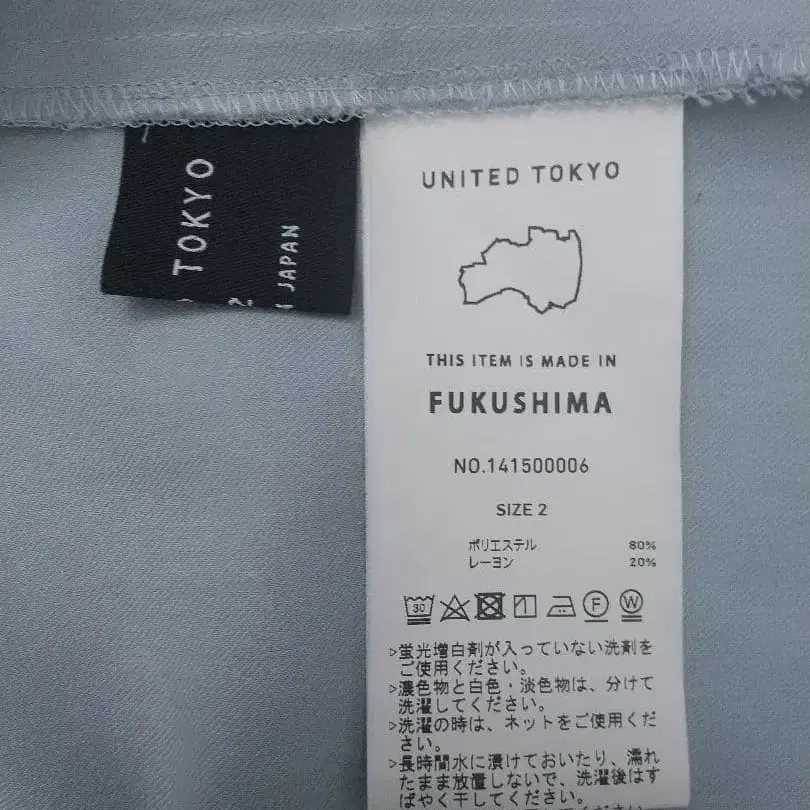 TOKYO
JAPAN
UNITED TOKYO
THIS ITEM IS MADE IN
FUKUSHIMA
NO.141500006
SIZE 2
ポリエステル 80%
レーヨン 20%
30 F W
▷蛍光増白剤が入っていない洗剤を
ご使用ください。
▷濃色物と白色・淡色物は、分けて
洗濯してください。
▷洗濯の時は、ネットをご使用くだ
さい。
▷長時間水に漬けておいたり、濡れ
たまま放置しないで、洗濯後はす
ばやく干してください。